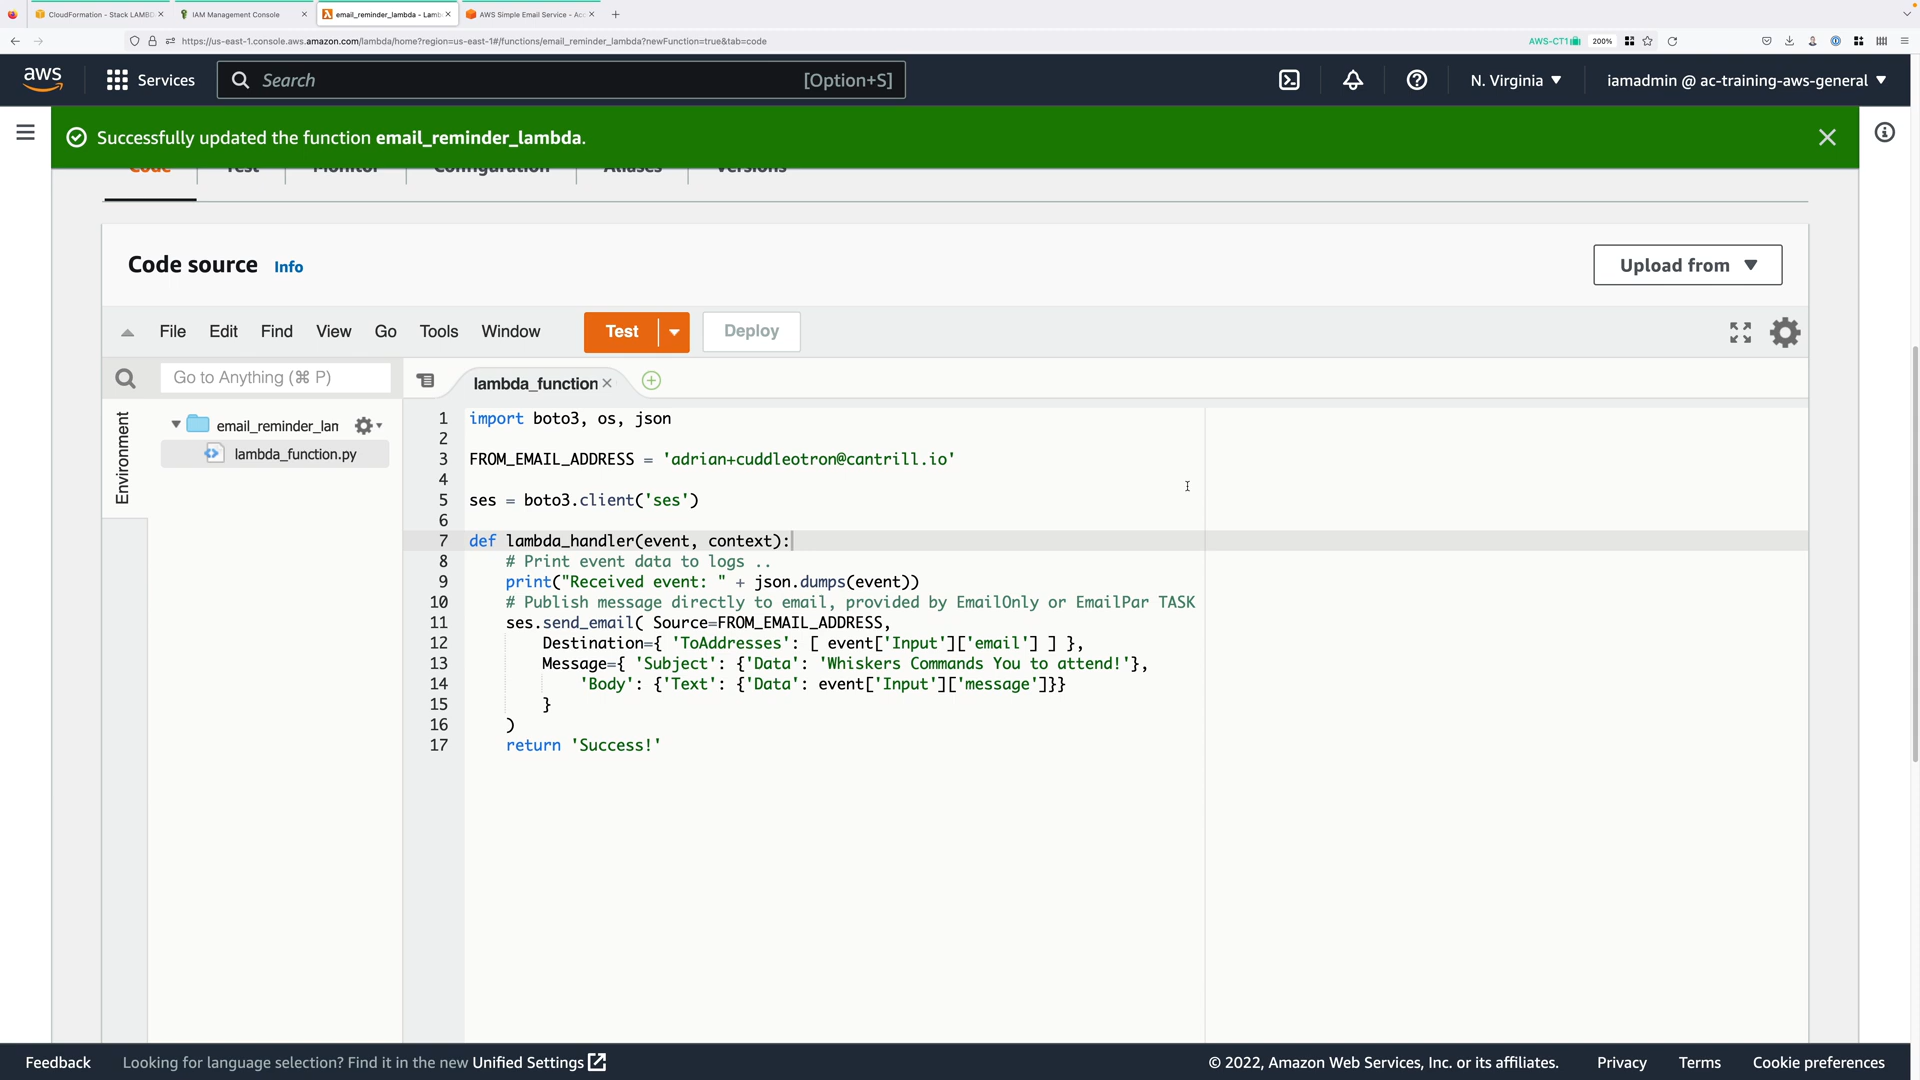 CloudFormation - Stack LAMBD
IAM Management Console
email_reminder_lambda - Lamb
AWS Simple Email Service - Acc
https://us-east-1.console.aws.amazon.com/lambda/home?region=us-east-1#/functions/email_reminder_lambda?newFunction=true&tab=code
AWS-CT1
200%
aws
Services
Search
[Option+S]
N. Virginia
iamadmin @ ac-training-aws-general
Successfully updated the function email_reminder_lambda.
Code
Test
Monitor
Configuration
Aliases
Versions
Code source Info
Upload from
File Edit Find View Go Tools Window
Test
Deploy
Go to Anything (⌘ P)
lambda_function
Environment
email_reminder_lan
lambda_function.py
1 import boto3, os, json
2
3 FROM_EMAIL_ADDRESS = 'adrian+cuddleotron@cantrill.io'
4
5 ses = boto3.client('ses')
6
7 def lambda_handler(event, context):
8 # Print event data to logs ..
9 print("Received event: " + json.dumps(event))
10 # Publish message directly to email, provided by EmailOnly or EmailPar TASK
11 ses.send_email( Source=FROM_EMAIL_ADDRESS,
12 Destination={ 'ToAddresses': [ event['Input']['email'] ] },
13 Message={ 'Subject': {'Data': 'Whiskers Commands You to attend!'},
14 'Body': {'Text': {'Data': event['Input']['message']}}
15 }
16 )
17 return 'Success!'
Feedback
Looking for language selection? Find it in the new Unified Settings
© 2022, Amazon Web Services, Inc. or its affiliates.
Privacy
Terms
Cookie preferences